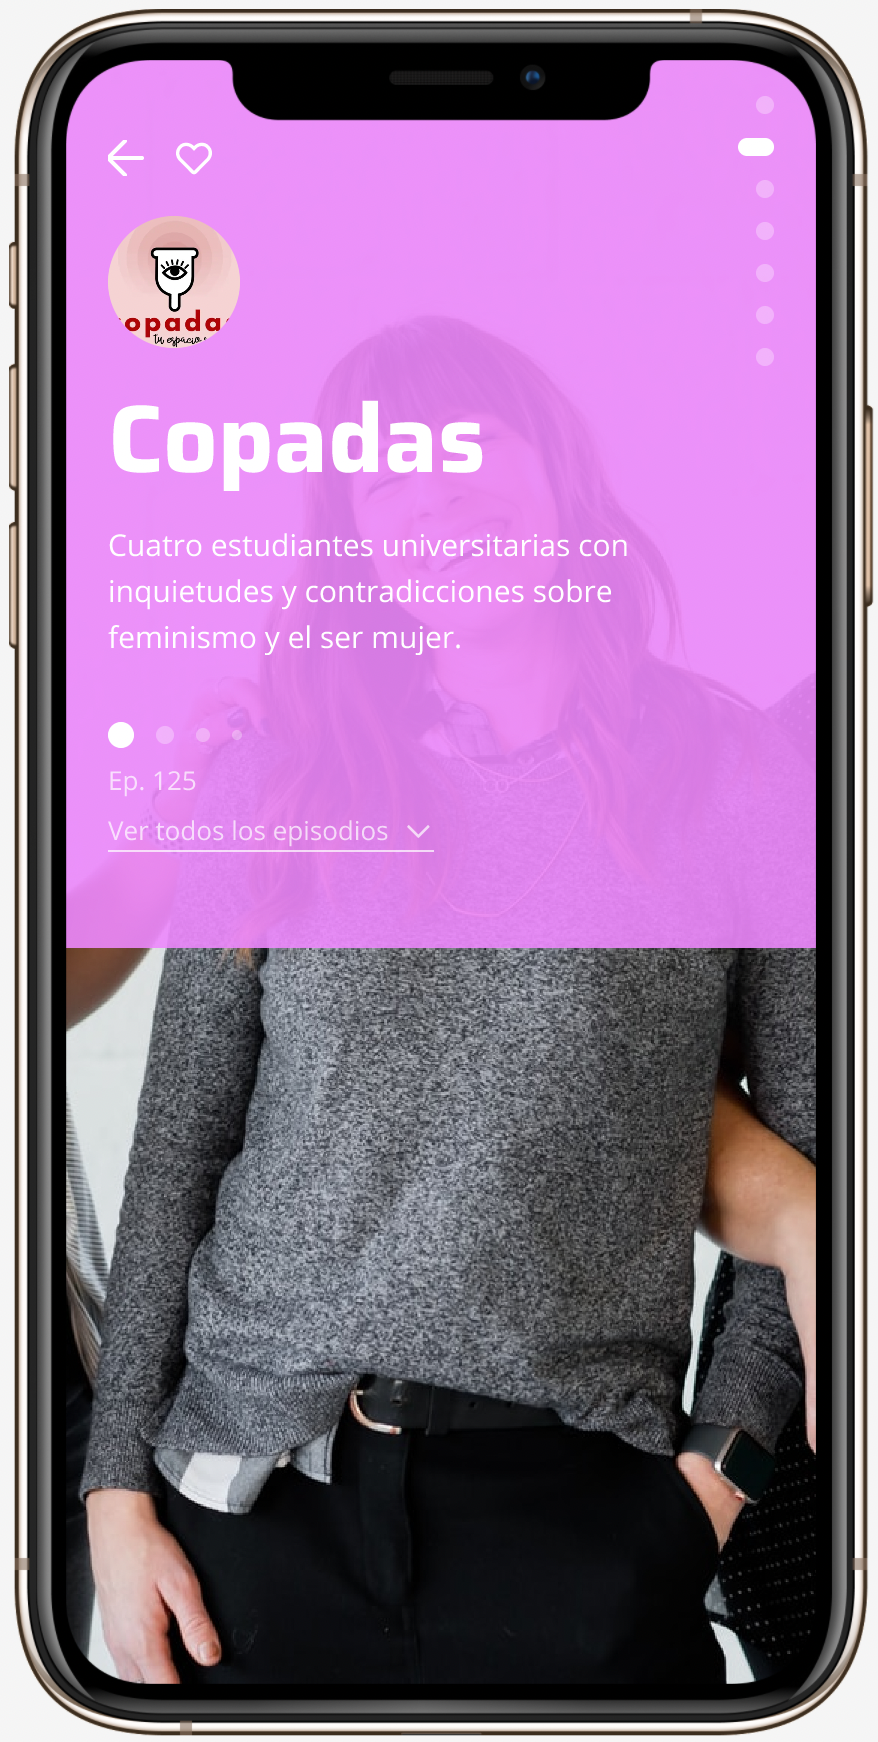 opada
tu espacio
Copadas
Cuatro estudiantes universitarias con
inquietudes y contradicciones sobre
feminismo y el ser mujer.
Ep. 125
Ver todos los episodios